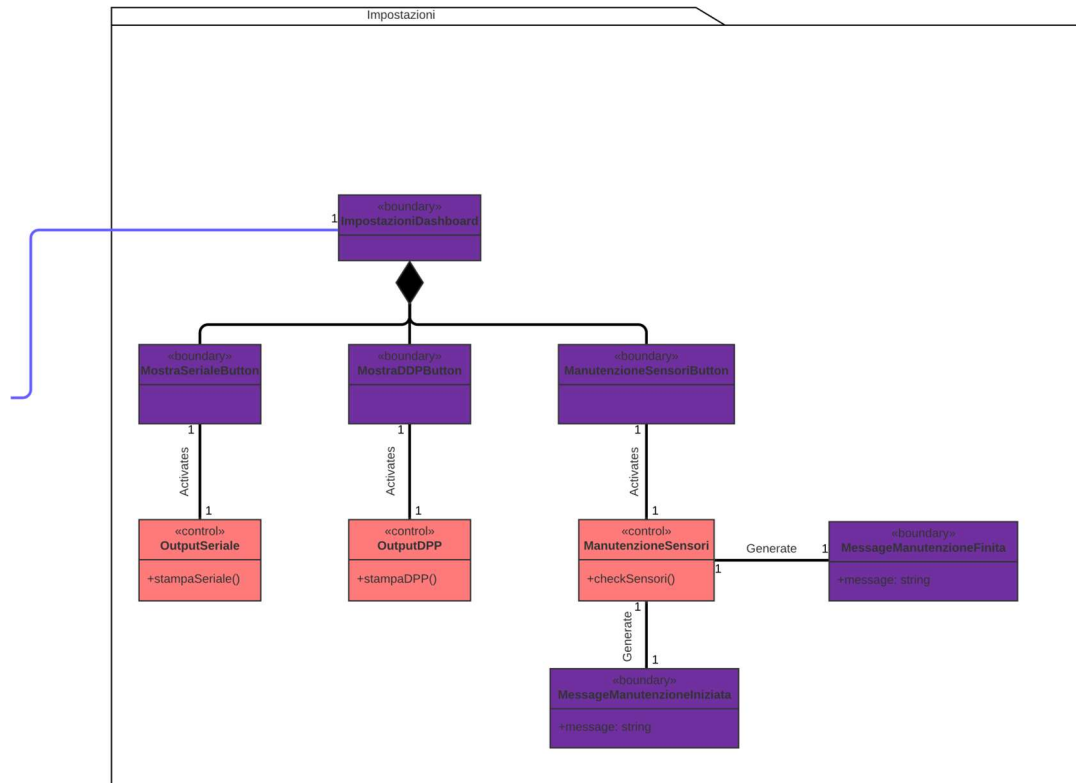 Impostazioni
«boundary»
ImpostazioniDashboard
1
«boundary»
MostraSerialeButton
«boundary»
MostraDDPButton
«boundary»
ManutenzioneSensoriButton
1
1
1
Activates
Activates
Activates
1
1
1
«control»
OutputSeriale
+stampaSeriale()
«control»
OutputDPP
+stampaDPP()
«control»
ManutenzioneSensori
+checkSensori()
1
Generate
1
«boundary»
MessageManutenzioneFinita
+message: string
1
Generate
1
«boundary»
MessageManutenzioneIniziata
+message: string